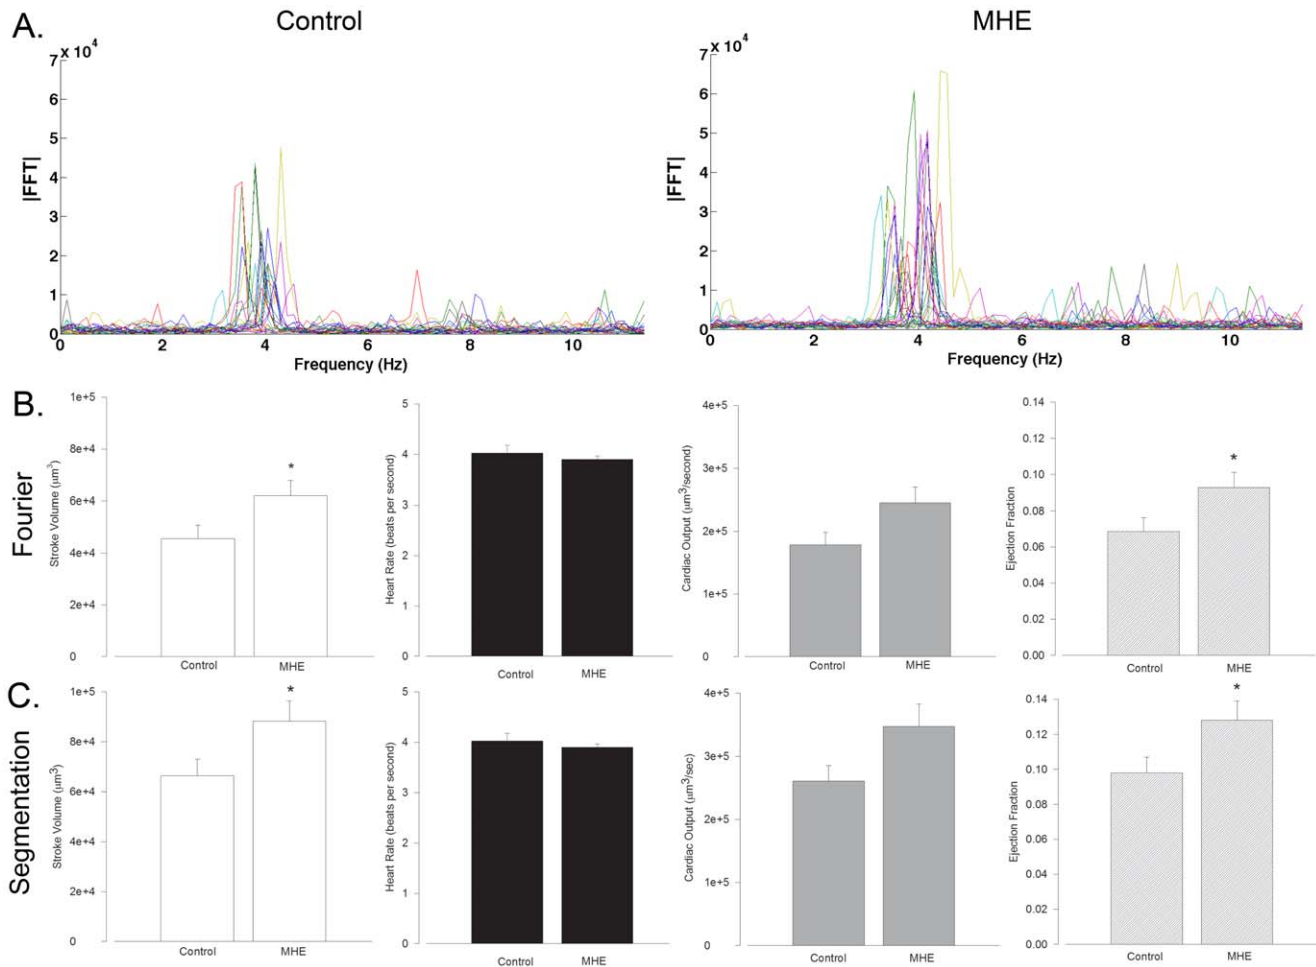 A.
Control
MHE
7 x 10⁴
6
5
4
3
2
1
0
|FFT|
0 2 4 6 8 10
Frequency (Hz)
7 x 10⁴
6
5
4
3
2
1
0
|FFT|
0 2 4 6 8 10
Frequency (Hz)
B.
Fourier
1e+5
8e+4
6e+4
4e+4
2e+4
0
Stroke Volume (µm³)
*
Control MHE
5
4
3
2
1
0
Heart Rate (beats per second)
Control MHE
4e+5
3e+5
2e+5
1e+5
0
Cardiac Output (µm³/second)
Control MHE
0.14
0.12
0.10
0.08
0.06
0.04
0.02
0.00
Ejection Fraction
*
Control MHE
C.
Segmentation
1e+5
8e+4
6e+4
4e+4
2e+4
0
Stroke Volume (µm³)
*
Control MHE
5
4
3
2
1
0
Heart Rate (beats per second)
Control MHE
4e+5
3e+5
2e+5
1e+5
0
Cardiac Output (µm³/sec)
Control MHE
0.14
0.12
0.10
0.08
0.06
0.04
0.02
0.00
Ejection Fraction
*
Control MHE